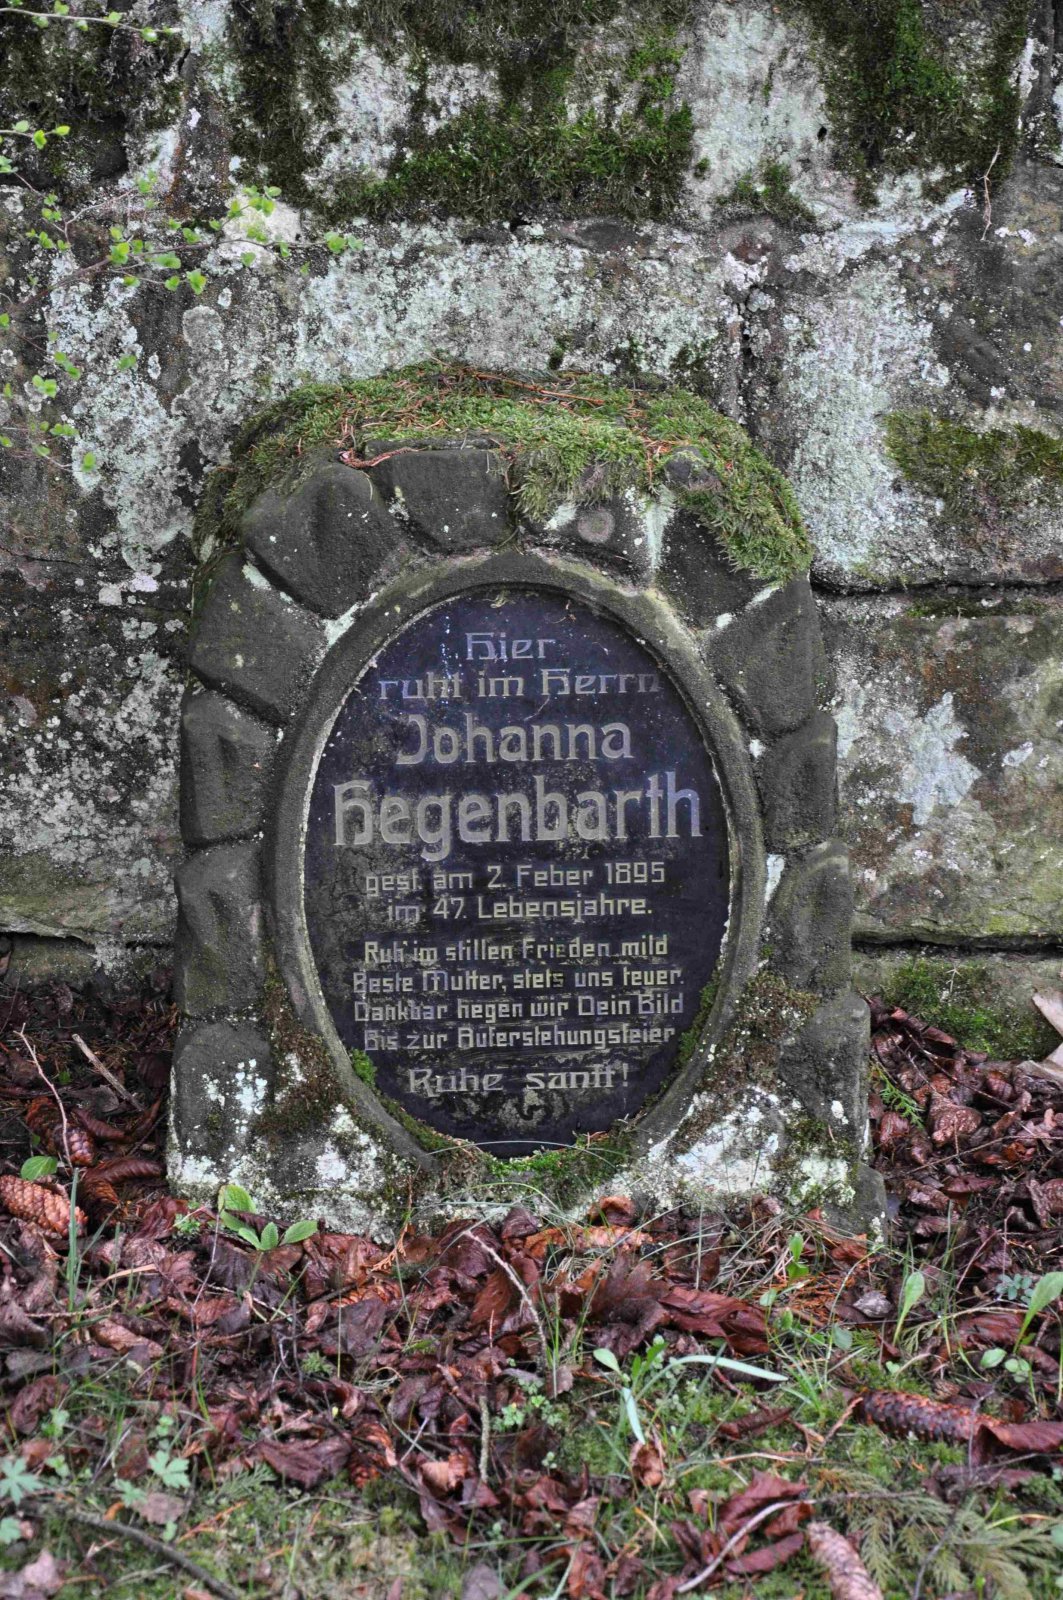 Hier
ruht im Herrn
Johanna
Hegenbarth
gest. am 2. Feber 1895
im 47. Lebensjahre.
Ruh' im stillen Frieden mild
Beste Mutter, stets uns teuer.
Dankbar hegen wir Dein Bild
Bis zur Auferstehungsfeier
Ruhe sanft!